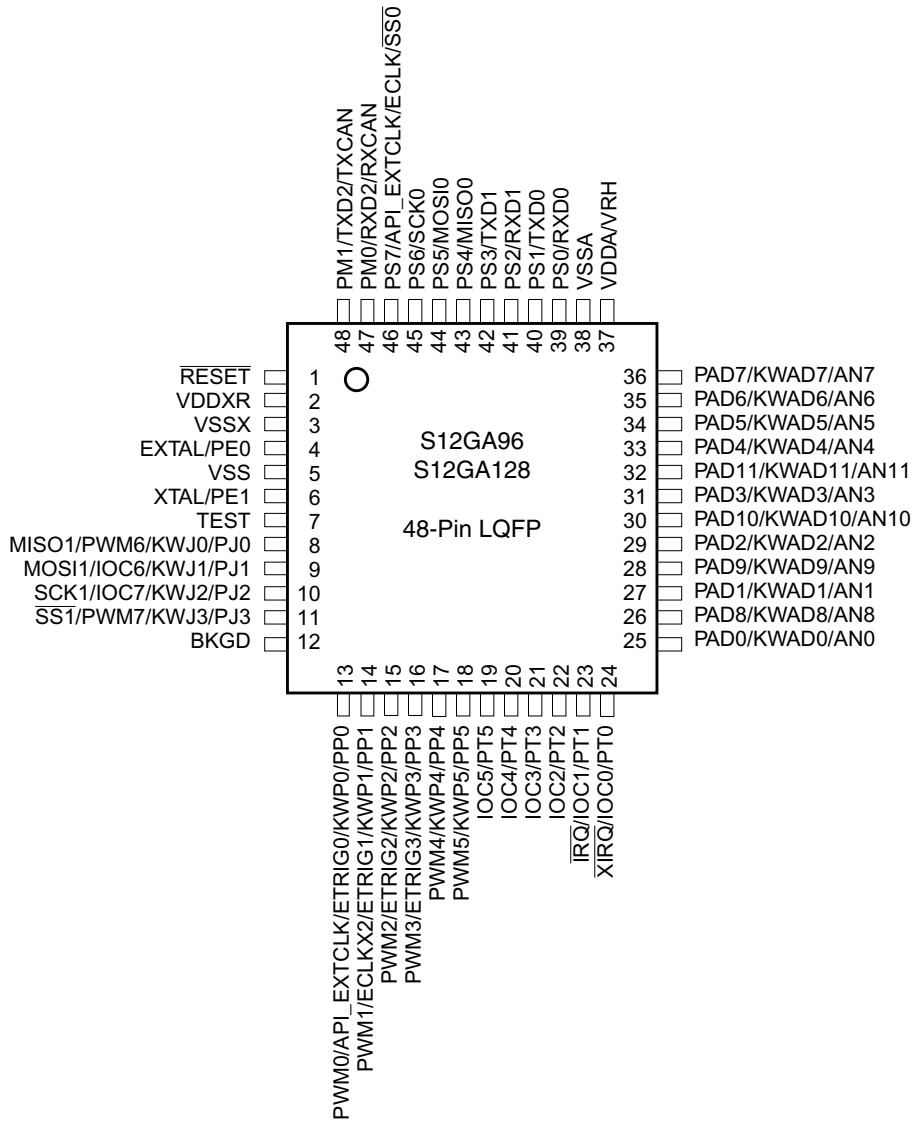 PM1/TXD2/TXCAN
PM0/RXD2/RXCAN
PS7/API_EXTCLK/ECLK/S̅S̅0̅
PS6/SCK0
PS5/MOSI0
PS4/MISO0
PS3/TXD1
PS2/RXD1
PS1/TXD0
PS0/RXD0
VSSA
VDDA/VRH
48
47
46
45
44
43
42
41
40
39
38
37
R̅E̅S̅E̅T̅ 1
VDDXR 2
VSSX 3
EXTAL/PE0 4
VSS 5
XTAL/PE1 6
TEST 7
MISO1/PWM6/KWJ0/PJ0 8
MOSI1/IOC6/KWJ1/PJ1 9
SCK1/IOC7/KWJ2/PJ2 10
S̅S̅1̅/PWM7/KWJ3/PJ3 11
BKGD 12
S12GA96
S12GA128
48-Pin LQFP
36 PAD7/KWAD7/AN7
35 PAD6/KWAD6/AN6
34 PAD5/KWAD5/AN5
33 PAD4/KWAD4/AN4
32 PAD11/KWAD11/AN11
31 PAD3/KWAD3/AN3
30 PAD10/KWAD10/AN10
29 PAD2/KWAD2/AN2
28 PAD9/KWAD9/AN9
27 PAD1/KWAD1/AN1
26 PAD8/KWAD8/AN8
25 PAD0/KWAD0/AN0
13
14
15
16
17
18
19
20
21
22
23
24
PWM0/API_EXTCLK/ETRIG0/KWP0/PP0
PWM1/ECLKX2/ETRIG1/KWP1/PP1
PWM2/ETRIG2/KWP2/PP2
PWM3/ETRIG3/KWP3/PP3
PWM4/KWP4/PP4
PWM5/KWP5/PP5
IOC5/PT5
IOC4/PT4
IOC3/PT3
IOC2/PT2
I̅R̅Q̅/IOC1/PT1
X̅I̅R̅Q̅/IOC0/PT0